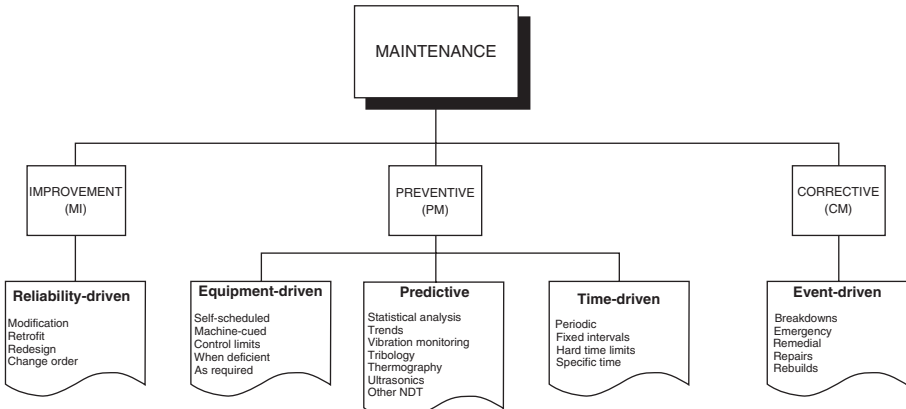 MAINTENANCE
IMPROVEMENT
(MI)
PREVENTIVE
(PM)
CORRECTIVE
(CM)
Reliability-driven
Modification
Retrofit
Redesign
Change order
Equipment-driven
Self-scheduled
Machine-cued
Control limits
When deficient
As required
Predictive
Statistical analysis
Trends
Vibration monitoring
Tribology
Thermography
Ultrasonics
Other NDT
Time-driven
Periodic
Fixed intervals
Hard time limits
Specific time
Event-driven
Breakdowns
Emergency
Remedial
Repairs
Rebuilds